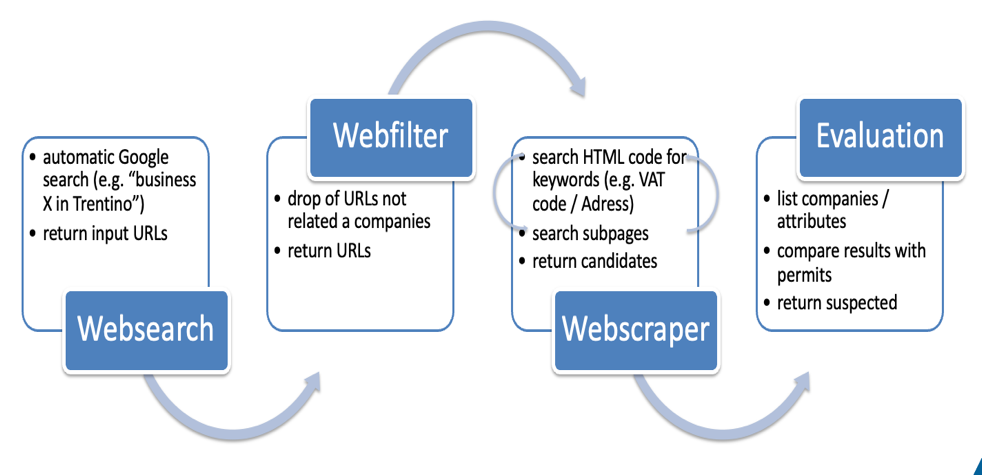 • automatic Google
search (e.g. “business
X in Trentino”)
• return input URLs
Websearch
Webfilter
• drop of URLs not
related a companies
• return URLs
• search HTML code for
keywords (e.g. VAT
code / Adress)
• search subpages
• return candidates
Webscraper
Evaluation
• list companies /
attributes
• compare results with
permits
• return suspected